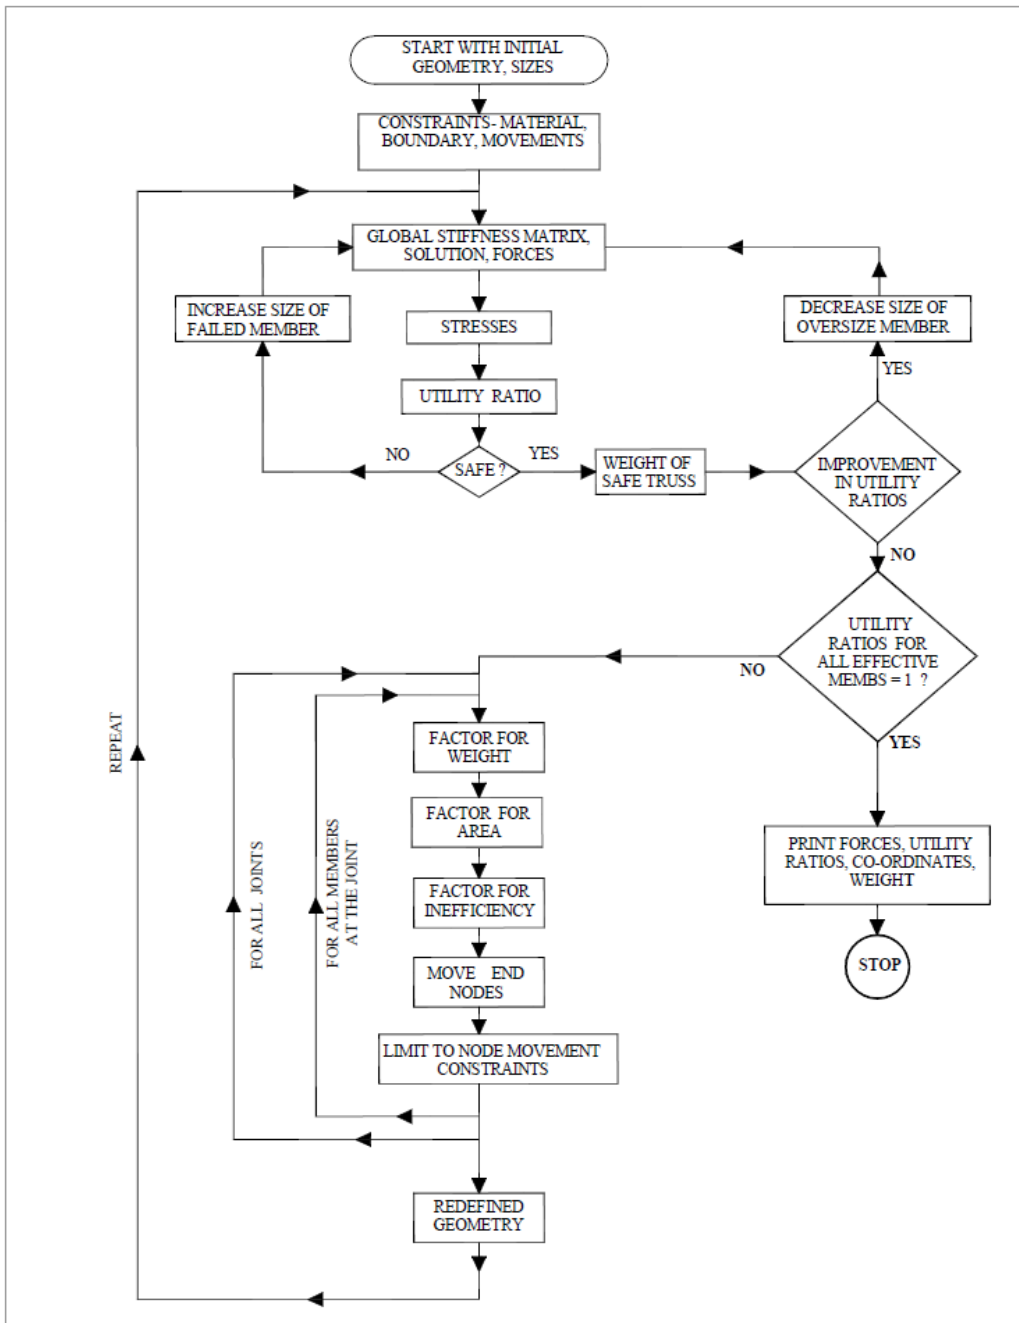 START WITH INITIAL
GEOMETRY, SIZES
CONSTRAINTS- MATERIAL,
BOUNDARY, MOVEMENTS
GLOBAL STIFFNESS MATRIX,
SOLUTION, FORCES
INCREASE SIZE OF
FAILED MEMBER
DECREASE SIZE OF
OVERSIZE MEMBER
STRESSES
YES
UTILITY RATIO
NO
SAFE ?
YES
WEIGHT OF
SAFE TRUSS
IMPROVEMENT
IN UTILITY
RATIOS
NO
UTILITY
RATIOS FOR
ALL EFFECTIVE
MEMBS = 1 ?
NO
YES
REPEAT
FOR ALL JOINTS
FOR ALL MEMBERS
AT THE JOINT
FACTOR FOR
WEIGHT
FACTOR FOR
AREA
FACTOR FOR
INEFFICIENCY
MOVE END
NODES
LIMIT TO NODE MOVEMENT
CONSTRAINTS
PRINT FORCES, UTILITY
RATIOS, CO-ORDINATES,
WEIGHT
STOP
REDEFINED
GEOMETRY